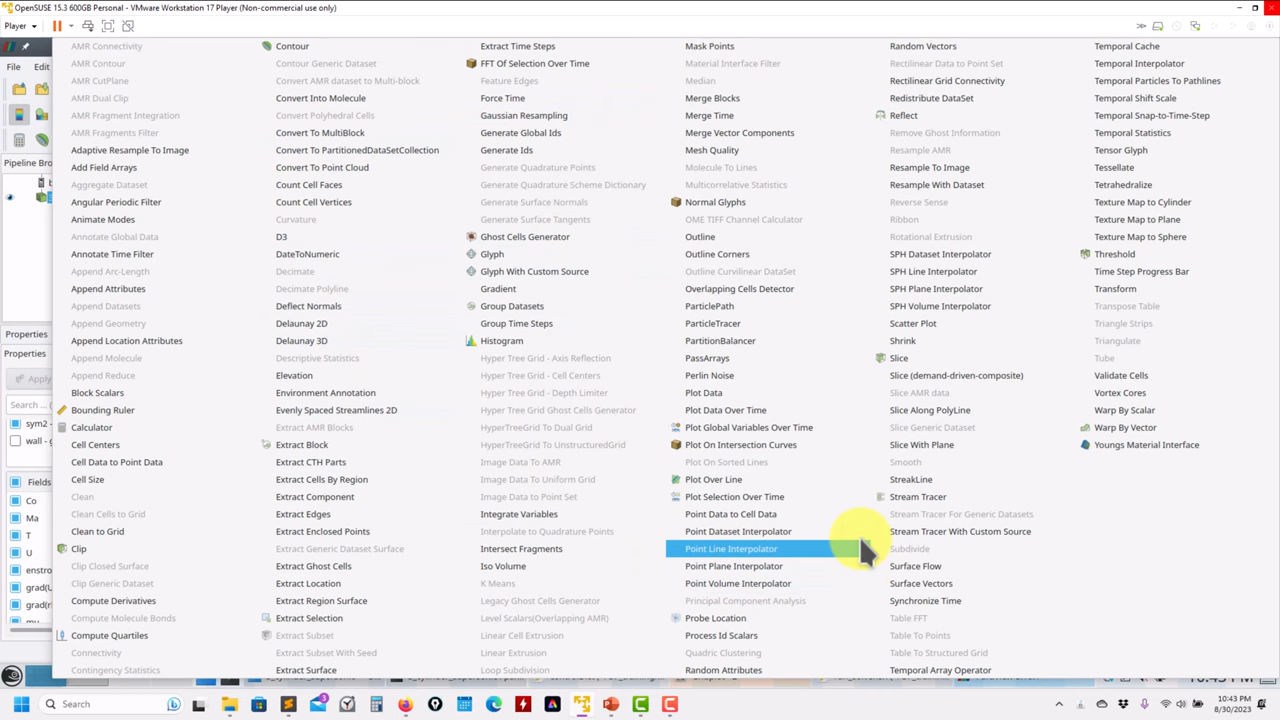 OpenSUSE 15.3 600GB Personal - VMware Workstation 17 Player (Non-commercial use only)
Player
File
Edit
Pipeline Bro
Properties
Properties
Apply
Search ... (
sym2 -
wall - g
Fields
Co
Ma
T
U
enstro
grad(U
grad(r
mu
AMR Connectivity
AMR Contour
AMR CutPlane
AMR Dual Clip
AMR Fragment Integration
AMR Fragments Filter
Adaptive Resample To Image
Add Field Arrays
Aggregate Dataset
Angular Periodic Filter
Animate Modes
Annotate Global Data
Annotate Time Filter
Append Arc-Length
Append Attributes
Append Datasets
Append Geometry
Append Location Attributes
Append Molecule
Append Reduce
Block Scalars
Bounding Ruler
Calculator
Cell Centers
Cell Data to Point Data
Cell Size
Clean
Clean Cells to Grid
Clean to Grid
Clip
Clip Closed Surface
Clip Generic Dataset
Compute Derivatives
Compute Molecule Bonds
Compute Quartiles
Connectivity
Contingency Statistics
Contour
Contour Generic Dataset
Convert AMR dataset to Multi-block
Convert Into Molecule
Convert Polyhedral Cells
Convert To MultiBlock
Convert To PartitionedDataSetCollection
Convert To Point Cloud
Count Cell Faces
Count Cell Vertices
Curvature
D3
DateToNumeric
Decimate
Decimate Polyline
Deflect Normals
Delaunay 2D
Delaunay 3D
Descriptive Statistics
Elevation
Environment Annotation
Evenly Spaced Streamlines 2D
Extract AMR Blocks
Extract Block
Extract CTH Parts
Extract Cells By Region
Extract Component
Extract Edges
Extract Enclosed Points
Extract Generic Dataset Surface
Extract Ghost Cells
Extract Location
Extract Region Surface
Extract Selection
Extract Subset
Extract Subset With Seed
Extract Surface
Extract Time Steps
FFT Of Selection Over Time
Feature Edges
Force Time
Gaussian Resampling
Generate Global Ids
Generate Ids
Generate Quadrature Points
Generate Quadrature Scheme Dictionary
Generate Surface Normals
Generate Surface Tangents
Ghost Cells Generator
Glyph
Glyph With Custom Source
Gradient
Group Datasets
Group Time Steps
Histogram
Hyper Tree Grid - Axis Reflection
Hyper Tree Grid - Cell Centers
Hyper Tree Grid - Depth Limiter
Hyper Tree Grid Ghost Cells Generator
HyperTreeGrid To Dual Grid
HyperTreeGrid To UnstructuredGrid
Image Data To AMR
Image Data To Uniform Grid
Image Data to Point Set
Integrate Variables
Interpolate to Quadrature Points
Intersect Fragments
Iso Volume
K Means
Legacy Ghost Cells Generator
Level Scalars(Overlapping AMR)
Linear Cell Extrusion
Linear Extrusion
Loop Subdivision
Mask Points
Material Interface Filter
Median
Merge Blocks
Merge Time
Merge Vector Components
Mesh Quality
Molecule To Lines
Multicorrelative Statistics
Normal Glyphs
OME TIFF Channel Calculator
Outline
Outline Corners
Outline Curvilinear DataSet
Overlapping Cells Detector
ParticlePath
ParticleTracer
PartitionBalancer
PassArrays
Perlin Noise
Plot Data
Plot Data Over Time
Plot Global Variables Over Time
Plot On Intersection Curves
Plot On Sorted Lines
Plot Over Line
Plot Selection Over Time
Point Data to Cell Data
Point Dataset Interpolator
Point Line Interpolator
Point Plane Interpolator
Point Volume Interpolator
Principal Component Analysis
Probe Location
Process Id Scalars
Quadric Clustering
Random Attributes
Random Vectors
Rectilinear Data to Point Set
Rectilinear Grid Connectivity
Redistribute DataSet
Reflect
Remove Ghost Information
Resample AMR
Resample To Image
Resample With Dataset
Reverse Sense
Ribbon
Rotational Extrusion
SPH Dataset Interpolator
SPH Line Interpolator
SPH Plane Interpolator
SPH Volume Interpolator
Scatter Plot
Shrink
Slice
Slice (demand-driven-composite)
Slice AMR data
Slice Along PolyLine
Slice Generic Dataset
Slice With Plane
Smooth
StreakLine
Stream Tracer
Stream Tracer For Generic Datasets
Stream Tracer With Custom Source
Subdivide
Surface Flow
Surface Vectors
Synchronize Time
Table FFT
Table To Points
Table To Structured Grid
Temporal Array Operator
Temporal Cache
Temporal Interpolator
Temporal Particles To Pathlines
Temporal Shift Scale
Temporal Snap-to-Time-Step
Temporal Statistics
Tensor Glyph
Tessellate
Tetrahedralize
Texture Map to Cylinder
Texture Map to Plane
Texture Map to Sphere
Threshold
Time Step Progress Bar
Transform
Transpose Table
Triangle Strips
Triangulate
Tube
Validate Cells
Vortex Cores
Warp By Scalar
Warp By Vector
Youngs Material Interface
Search
3
10:43 PM
8/30/2023